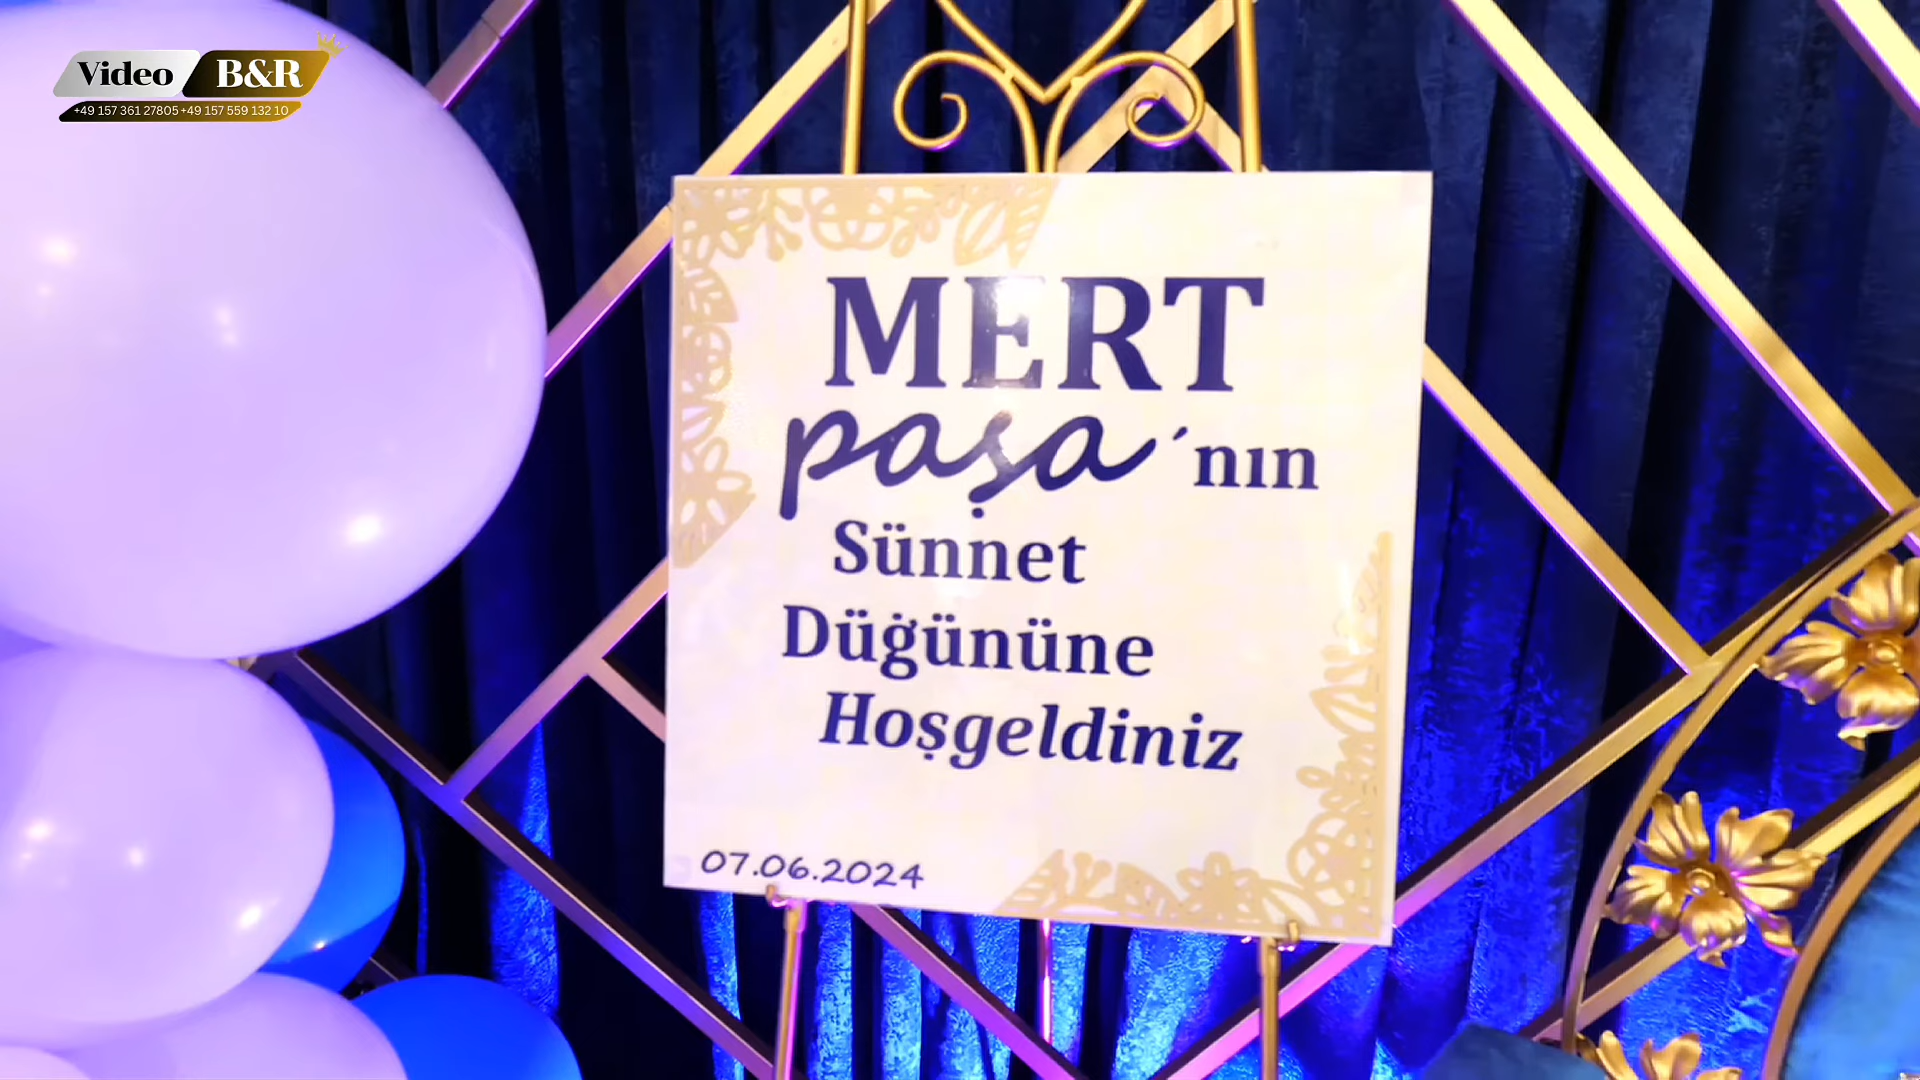 Video B&R
+49 157 361 27805 +49 157 559 132 10
MERT
paşa´nın
Sünnet
Düğününe
Hoşgeldiniz
07.06.2024